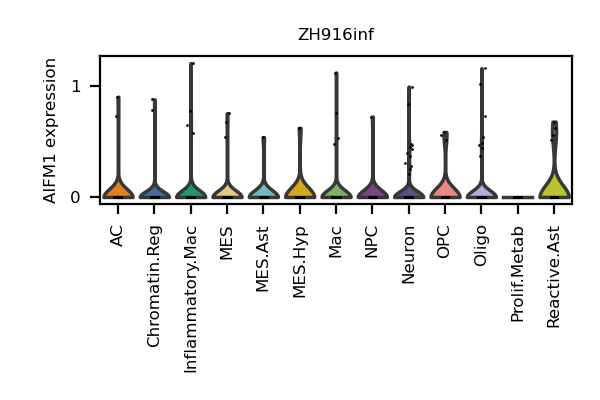 ZH916inf
AIFM1 expression
1
0
AC
Chromatin.Reg
Inflammatory.Mac
MES
MES.Ast
MES.Hyp
Mac
NPC
Neuron
OPC
Oligo
Prolif.Metab
Reactive.Ast